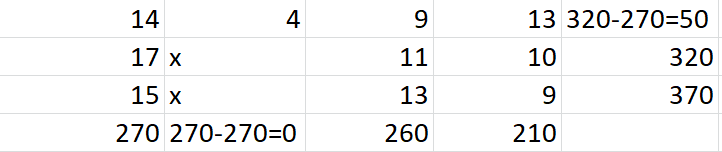 14 4 9 13 320-270=50
17 x 11 10 320
15 x 13 9 370
270 270-270=0 260 210